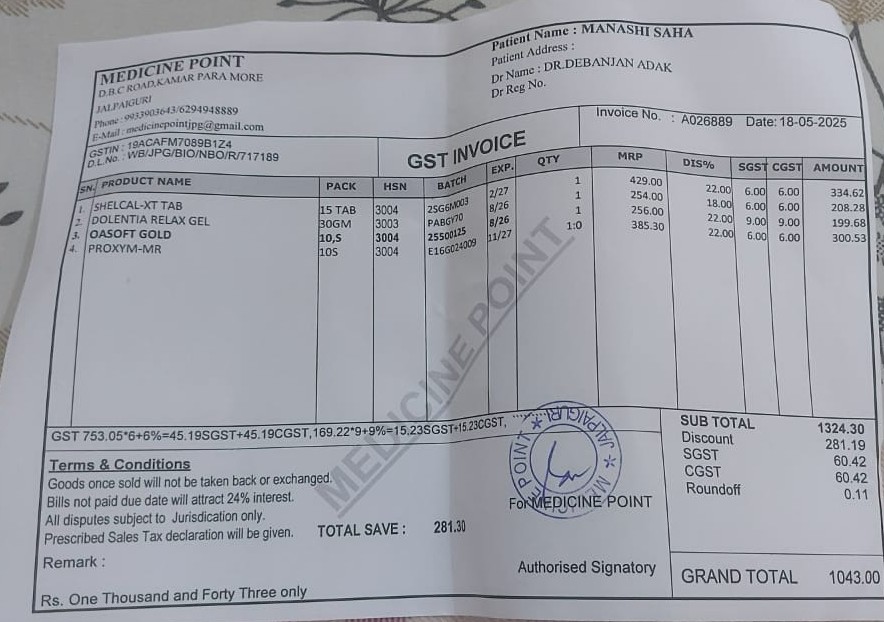 MEDICINE POINT
D.B.C ROAD,KAMAR PARA MORE
JALPAIGURI
Phone : 9933903643/6294948889
E-Mail : medicinepointjpg@gmail.com
GSTIN : 19ACAFM7089B1Z4
D.L.No. : WB/JPG/BIO/NBO/R/717189
Patient Name : MANASHI SAHA
Patient Address :
Dr Name : DR.DEBANJAN ADAK
Dr Reg No.
GST INVOICE
Invoice No. : A026889 Date: 18-05-2025
SN. PRODUCT NAME PACK HSN BATCH EXP. QTY MRP DIS% SGST CGST AMOUNT
1. SHELCAL-XT TAB 15 TAB 3004 2SG6M003 2/27 1 429.00 22.00 6.00 6.00 334.62
2. DOLENTIA RELAX GEL 30GM 3003 PABGY70 8/26 1 254.00 18.00 6.00 6.00 208.28
3. OASOFT GOLD 10,S 3004 25500125 8/26 1 256.00 22.00 9.00 9.00 199.68
4. PROXYM-MR 10S 3004 E16G024009 11/27 1:0 385.30 22.00 6.00 6.00 300.53
MEDICINE POINT
GST 753.05*6+6%=45.19SGST+45.19CGST,169.22*9+9%=15.23SGST+15.23CGST,
Terms & Conditions
Goods once sold will not be taken back or exchanged.
Bills not paid due date will attract 24% interest.
All disputes subject to Jurisdication only.
Prescribed Sales Tax declaration will be given.
TOTAL SAVE : 281.30
Remark :
Rs. One Thousand and Forty Three only
JALPAIGURI
For MEDICINE POINT
Authorised Signatory
SUB TOTAL 1324.30
Discount 281.19
SGST 60.42
CGST 60.42
Roundoff 0.11
GRAND TOTAL 1043.00